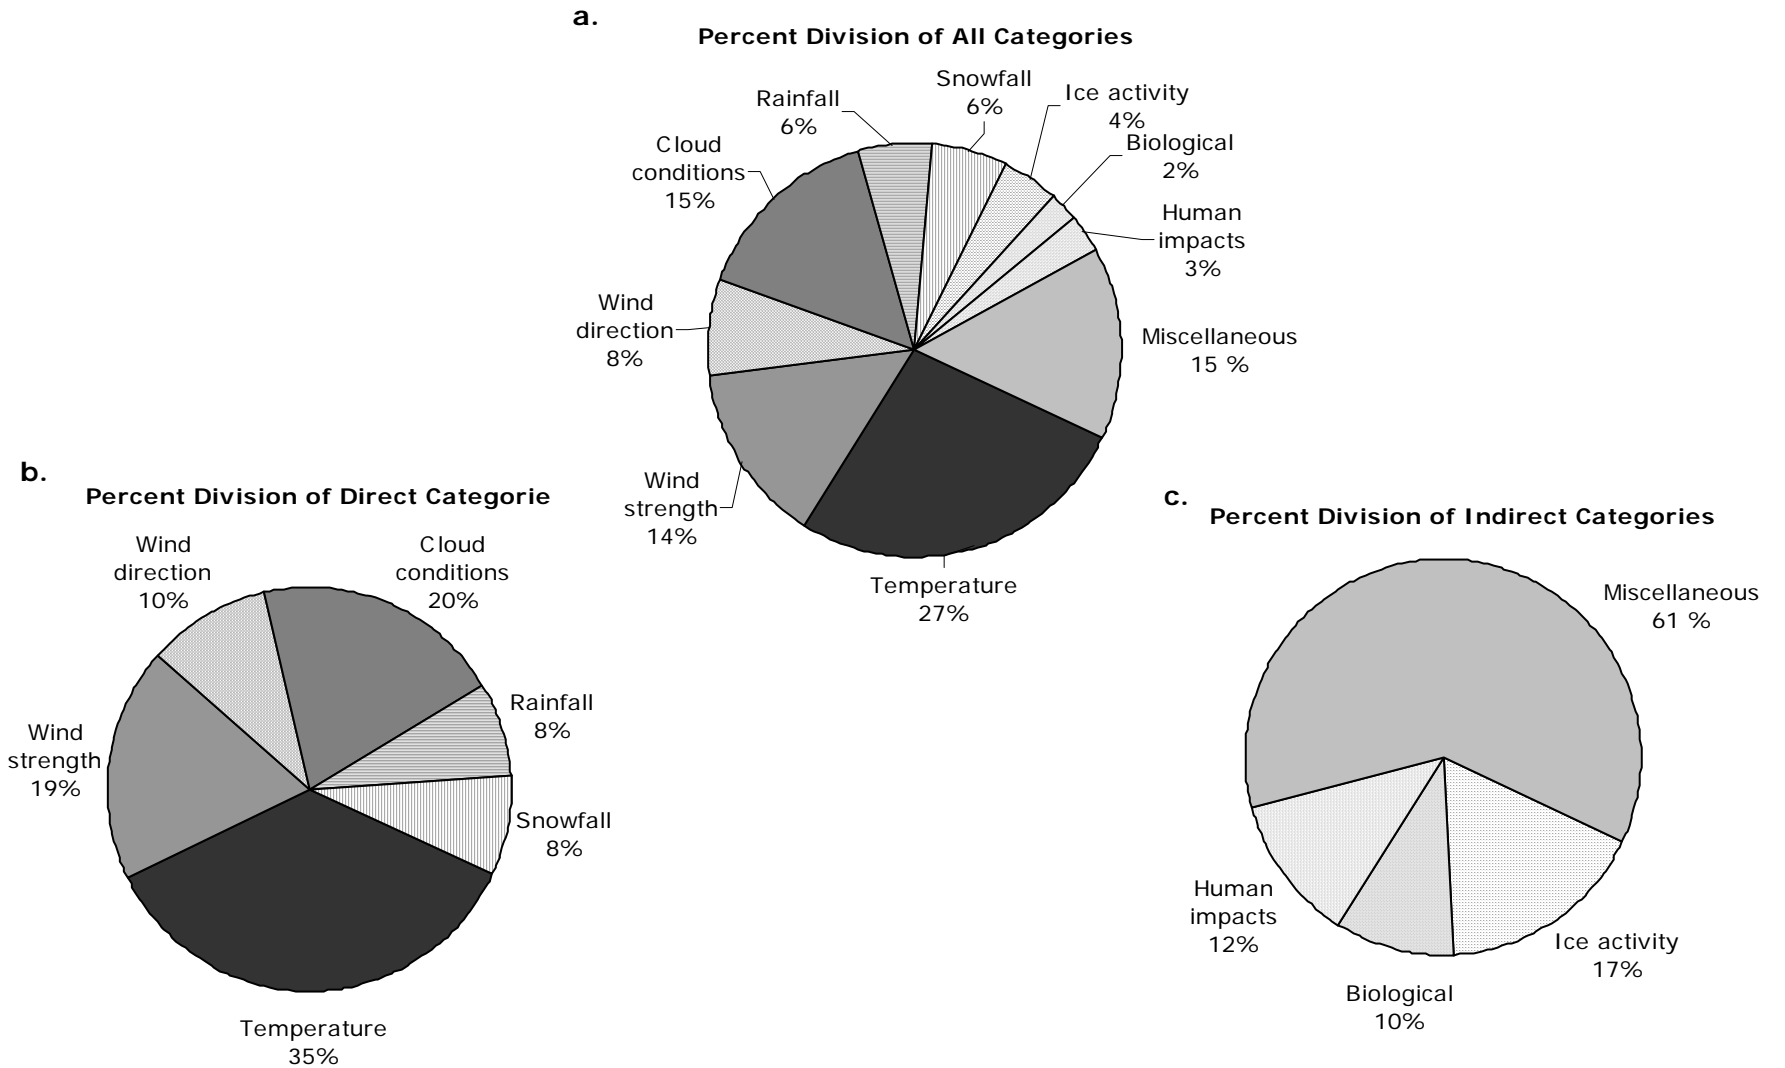 a.
Percent Division of All Categories
Snowfall
6%
Ice activity
4%
Biological
2%
Human
impacts
3%
Miscellaneous
15 %
Temperature
27%
Wind
strength
14%
Wind
direction
8%
Cloud
conditions
15%
Rainfall
6%
b.
Percent Division of Direct Categorie
Wind
direction
10%
Cloud
conditions
20%
Rainfall
8%
Snowfall
8%
Temperature
35%
Wind
strength
19%
c.
Percent Division of Indirect Categories
Miscellaneous
61 %
Ice activity
17%
Biological
10%
Human
impacts
12%